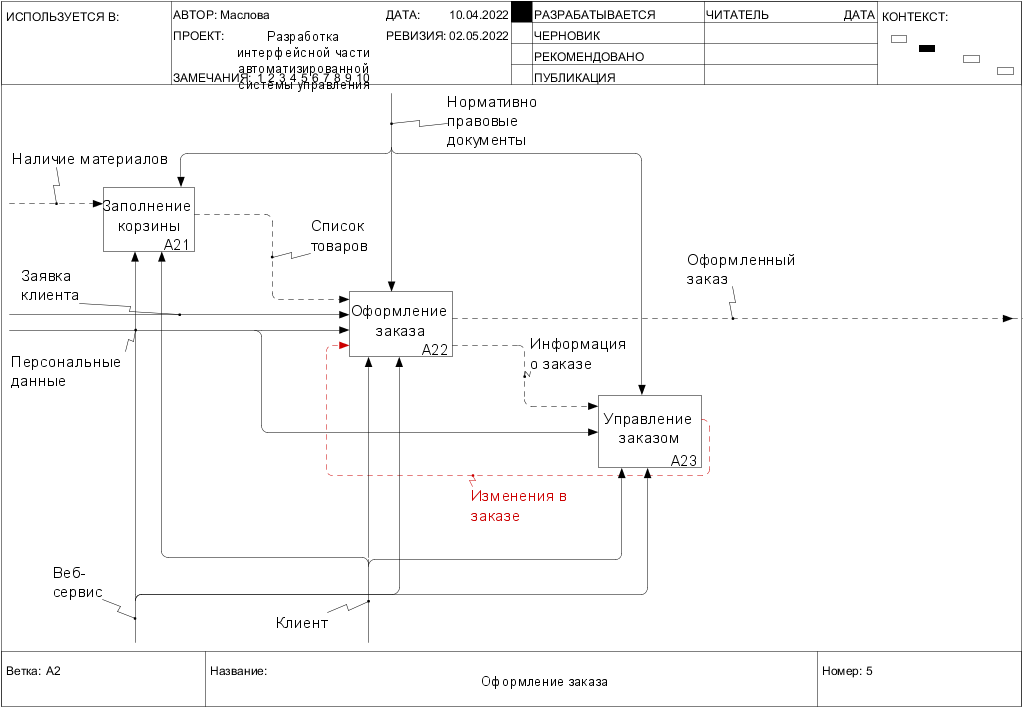 ИСПОЛЬЗУЕТСЯ В:
АВТОР: Маслова
ДАТА: 10.04.2022
РАЗРАБАТЫВАЕТСЯ
ЧИТАТЕЛЬ
ДАТА
КОНТЕКСТ:
ПРОЕКТ: Разработка
интерфейсной части
автоматизированной
системы управления
РЕВИЗИЯ: 02.05.2022
ЧЕРНОВИК
РЕКОМЕНДОВАНО
ЗАМЕЧАНИЯ: 1 2 3 4 5 6 7 8 9 10
ПУБЛИКАЦИЯ
Нормативно
правовые
документы
Наличие материалов
Заполнение
корзины
A21
Список
товаров
Заявка
клиента
Оформленный
заказ
Оформление
заказа
A22
Информация
о заказе
Персональные
данные
Управление
заказом
A23
Изменения в
заказе
Веб-
сервис
Клиент
Ветка: A2
Название:
Оформление заказа
Номер: 5